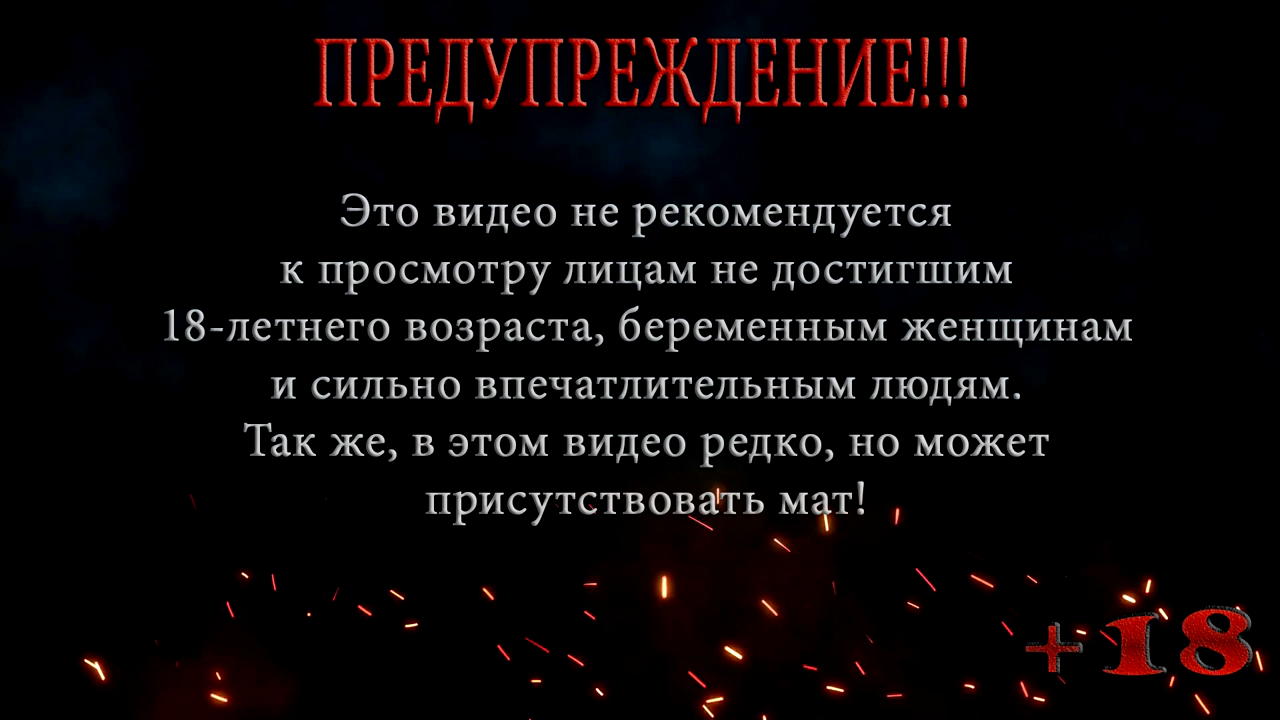 ПРЕДУПРЕЖДЕНИЕ!!!
Это видео не рекомендуется
к просмотру лицам не достигшим
18-летнего возраста, беременным женщинам
и сильно впечатлительным людям.
Так же, в этом видео редко, но может
присутствовать мат!
+18